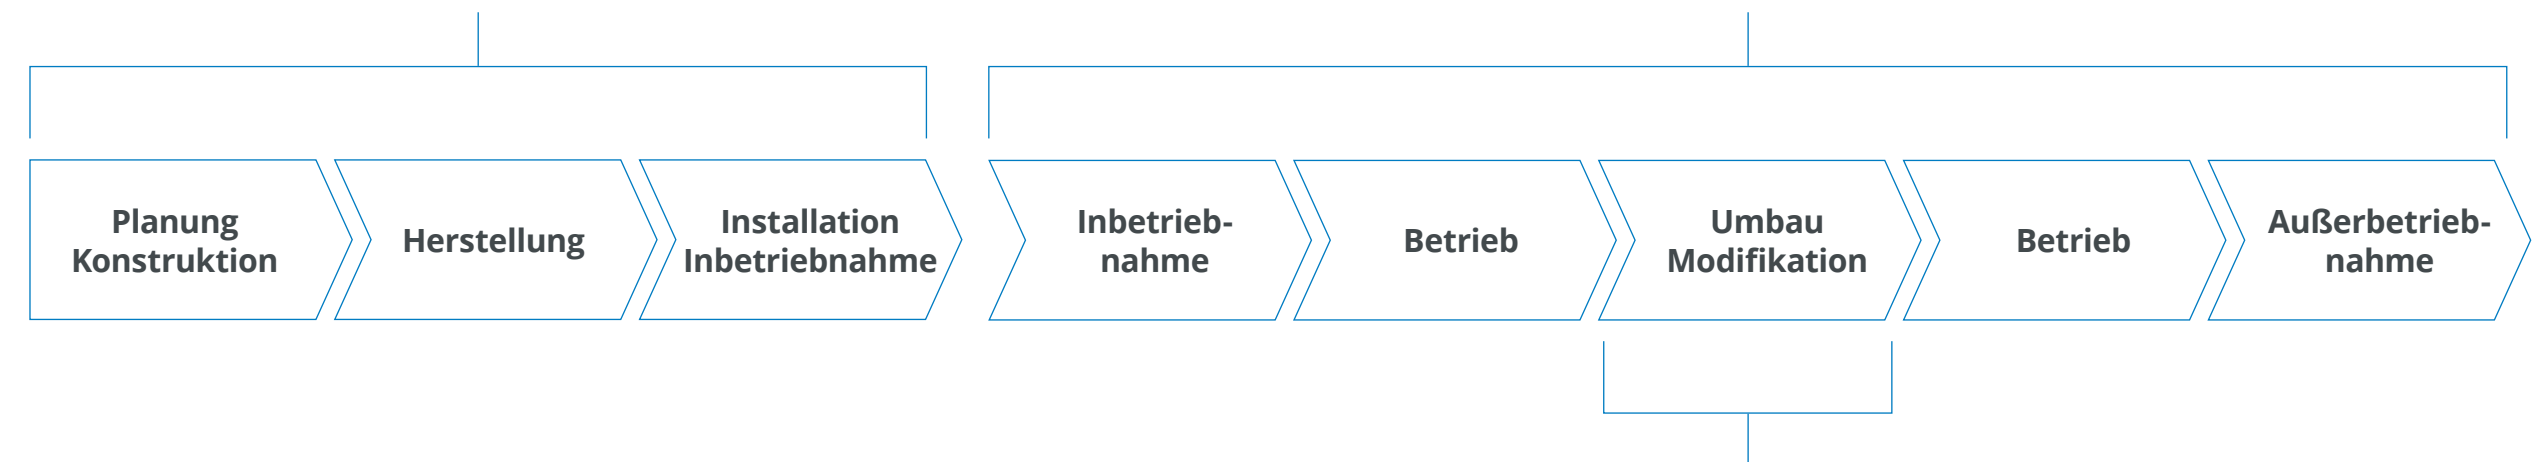 Planung
Konstruktion
Herstellung
Installation
Inbetriebnahme
Inbetrieb-
nahme
Betrieb
Umbau
Modifikation
Betrieb
Außerbetrieb-
nahme